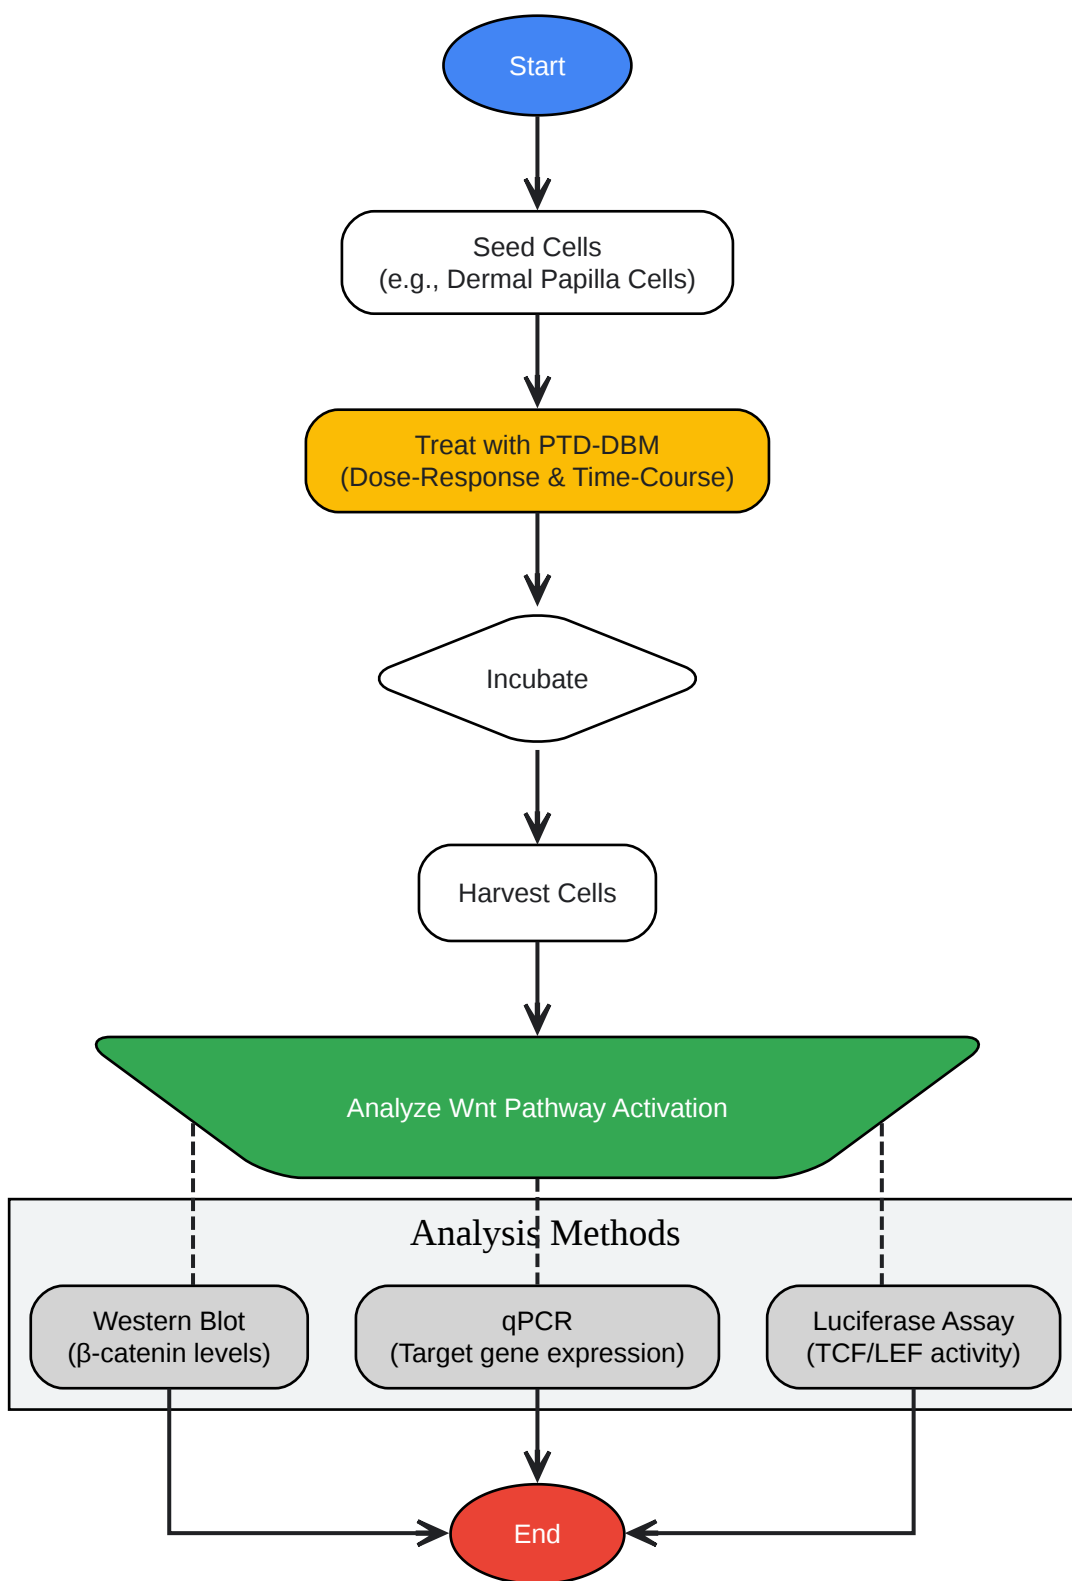 Start
Seed Cells
(e.g., Dermal Papilla Cells)
Treat with PTD-DBM
(Dose-Response & Time-Course)
Incubate
Harvest Cells
Analyze Wnt Pathway Activation
Analysis Methods
Western Blot
(β-catenin levels)
qPCR
(Target gene expression)
Luciferase Assay
(TCF/LEF activity)
End